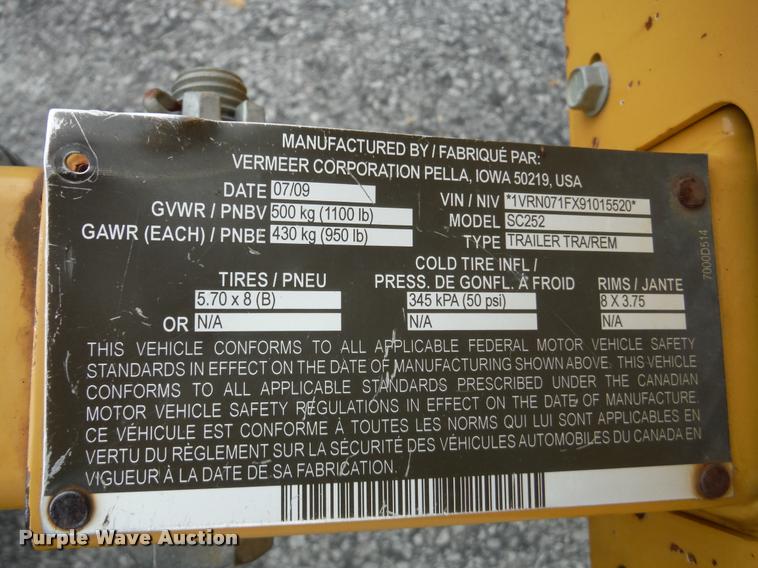 MANUFACTURED BY / FABRIQUÉ PAR:
VERMEER CORPORATION PELLA, IOWA 50219, USA
DATE 07/09 VIN / NIV *1VRN071FX91015520*
GVWR / PNBV 500 kg (1100 lb) MODEL SC252
GAWR (EACH) / PNBE 430 kg (950 lb) TYPE TRAILER TRA/REM
COLD TIRE INFL /
TIRES / PNEU PRESS. DE GONFL. À FROID RIMS / JANTE
5.70 x 8 (B) 345 kPA (50 psi) 8 X 3.75
OR N/A N/A N/A
THIS VEHICLE CONFORMS TO ALL APPLICABLE FEDERAL MOTOR VEHICLE SAFETY
STANDARDS IN EFFECT ON THE DATE OF MANUFACTURING SHOWN ABOVE. THIS VEHICLE
CONFORMS TO ALL APPLICABLE STANDARDS PRESCRIBED UNDER THE CANADIAN
MOTOR VEHICLE SAFETY REGULATIONS IN EFFECT ON THE DATE OF MANUFACTURE.
CE VÉHICULE EST CONFORME À TOUTES LES NORMS QUI LUI SONT APPLICABLES EN
VERTU DU RÈGLEMENT SUR LA SÉCURITÉ DES VÉHICULES AUTOMOBILES DU CANADA EN
VIGUEUR À LA DATE DE SA FABRICATION.
7000D514
Purple Wave Auction